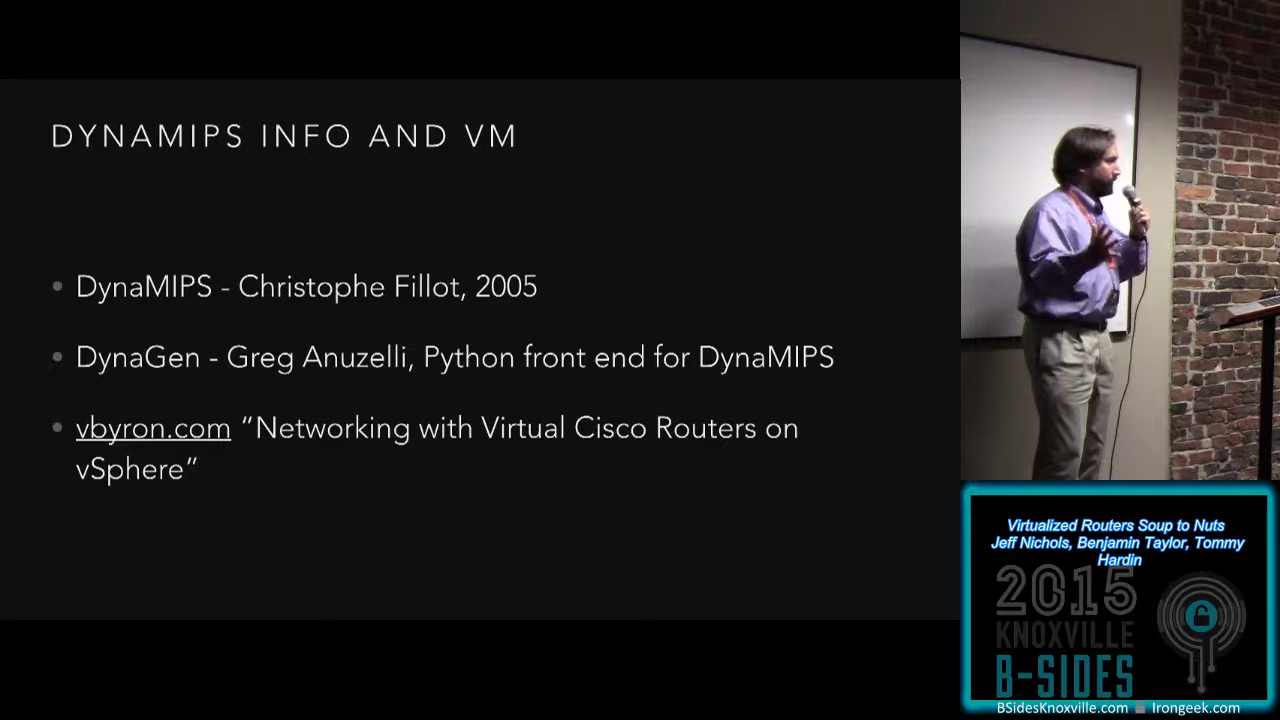 DYNAMIPS INFO AND VM
DynaMIPS - Christophe Fillot, 2005
DynaGen - Greg Anuzelli, Python front end for DynaMIPS
vbyron.com “Networking with Virtual Cisco Routers on
vSphere”
Virtualized Routers Soup to Nuts
Jeff Nichols, Benjamin Taylor, Tommy
Hardin
2015
KNOXVILLE
B-SIDES
BSidesKnoxville.com Irongeek.com